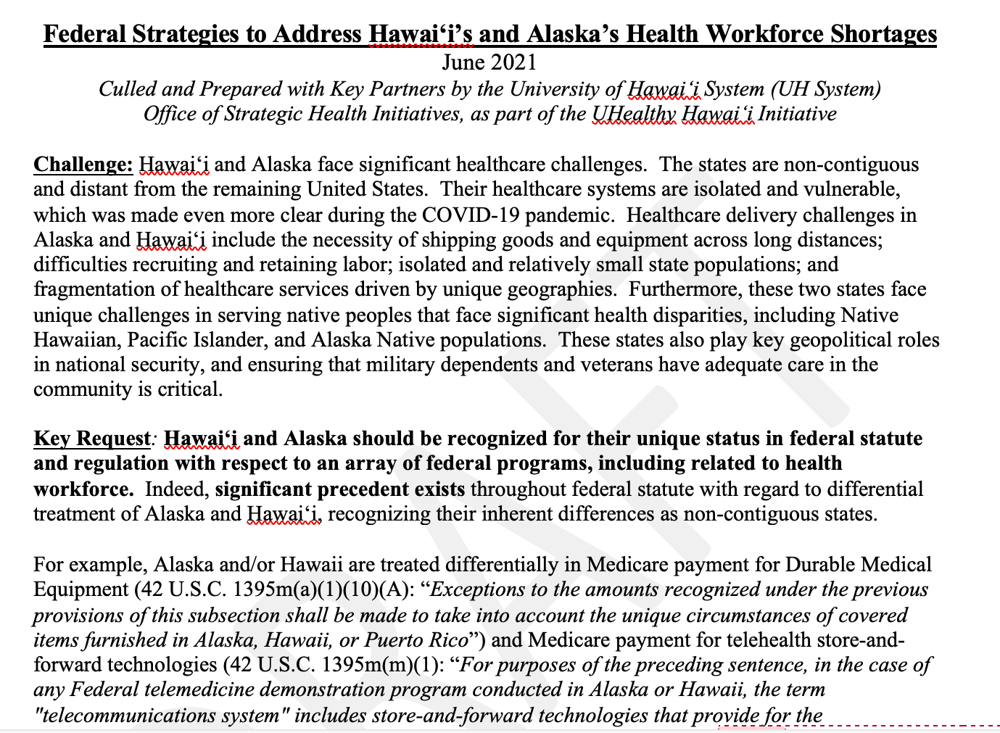 Federal Strategies to Address Hawai‘i’s and Alaska’s Health Workforce Shortages
June 2021
Culled and Prepared with Key Partners by the University of Hawai‘i System (UH System)
Office of Strategic Health Initiatives, as part of the UHealthy Hawai‘i Initiative
Challenge: Hawai‘i and Alaska face significant healthcare challenges.  The states are non-contiguous
and distant from the remaining United States.  Their healthcare systems are isolated and vulnerable,
which was made even more clear during the COVID-19 pandemic.  Healthcare delivery challenges in
Alaska and Hawai‘i include the necessity of shipping goods and equipment across long distances;
difficulties recruiting and retaining labor; isolated and relatively small state populations; and
fragmentation of healthcare services driven by unique geographies.  Furthermore, these two states face
unique challenges in serving native peoples that face significant health disparities, including Native
Hawaiian, Pacific Islander, and Alaska Native populations.  These states also play key geopolitical roles
in national security, and ensuring that military dependents and veterans have adequate care in the
community is critical.
Key Request: Hawai‘i and Alaska should be recognized for their unique status in federal statute
and regulation with respect to an array of federal programs, including related to health
workforce.  Indeed, significant precedent exists throughout federal statute with regard to differential
treatment of Alaska and Hawai‘i, recognizing their inherent differences as non-contiguous states.
For example, Alaska and/or Hawaii are treated differentially in Medicare payment for Durable Medical
Equipment (42 U.S.C. 1395m(a)(1)(10)(A): “Exceptions to the amounts recognized under the previous
provisions of this subsection shall be made to take into account the unique circumstances of covered
items furnished in Alaska, Hawaii, or Puerto Rico”) and Medicare payment for telehealth store-and-
forward technologies (42 U.S.C. 1395m(m)(1): “For purposes of the preceding sentence, in the case of
any Federal telemedicine demonstration program conducted in Alaska or Hawaii, the term
"telecommunications system" includes store-and-forward technologies that provide for the
DRAFT